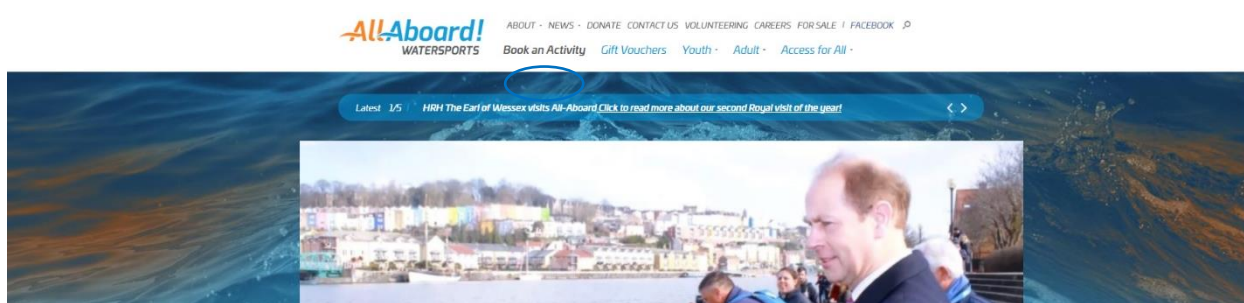 All-Aboard!
WATERSPORTS
ABOUT · NEWS · DONATE CONTACT US VOLUNTEERING CAREERS FOR SALE | FACEBOOK
Book an Activity Gift Vouchers Youth · Adult · Access for All ·
Latest 1/5 HRH The Earl of Wessex visits All-Aboard Click to read more about our second Royal visit of the year! < >